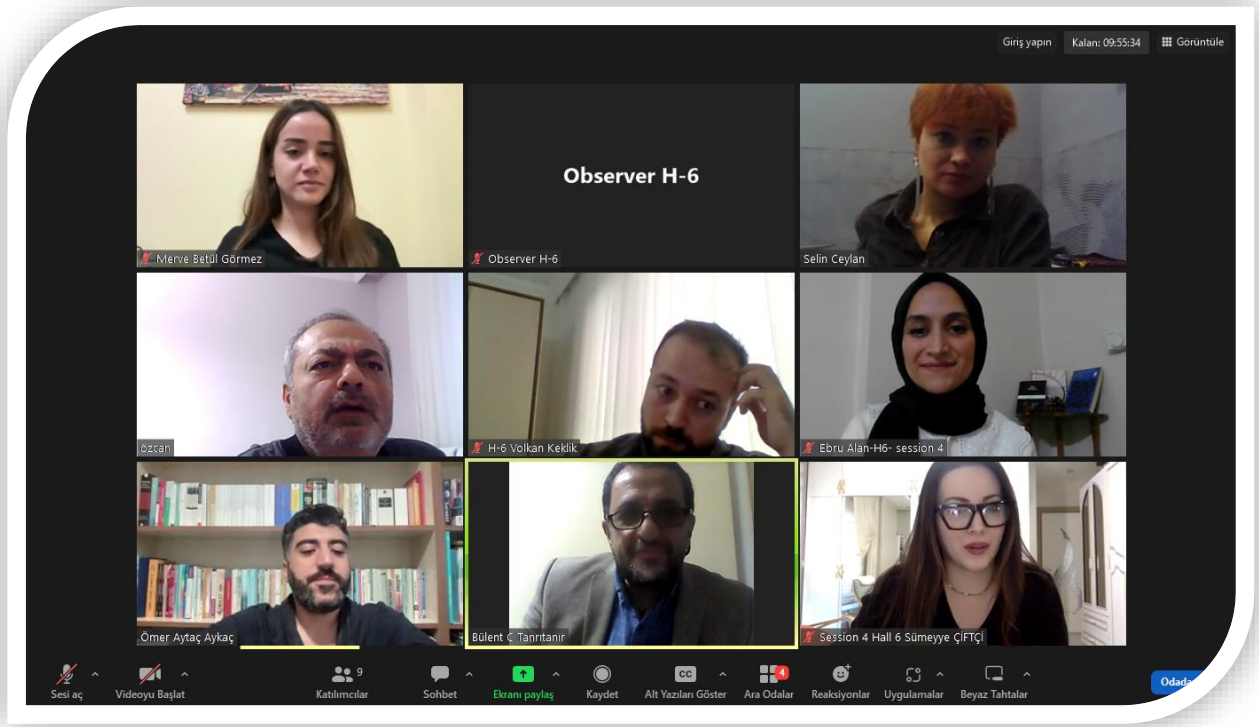 Giriş yapın
Kalan: 09:55:34
Görüntüle
Merve Betül Görmez
Observer H-6
Observer H-6
Selin Ceylan
özcan
H-6 Volkan Keklik
Ebru Alan-H6- session 4
Ömer Aytaç Aykaç
Bülent C Tanrıtanır
Session 4 Hall 6 Sümeyye ÇİFTÇİ
4
9
CC
Sesi aç
Videoyu Başlat
Katılımcılar
Sohbet
Ekranı paylaş
Kaydet
Alt Yazıları Göster
Ara Odalar
Reaksiyonlar
Uygulamalar
Beyaz Tahtalar